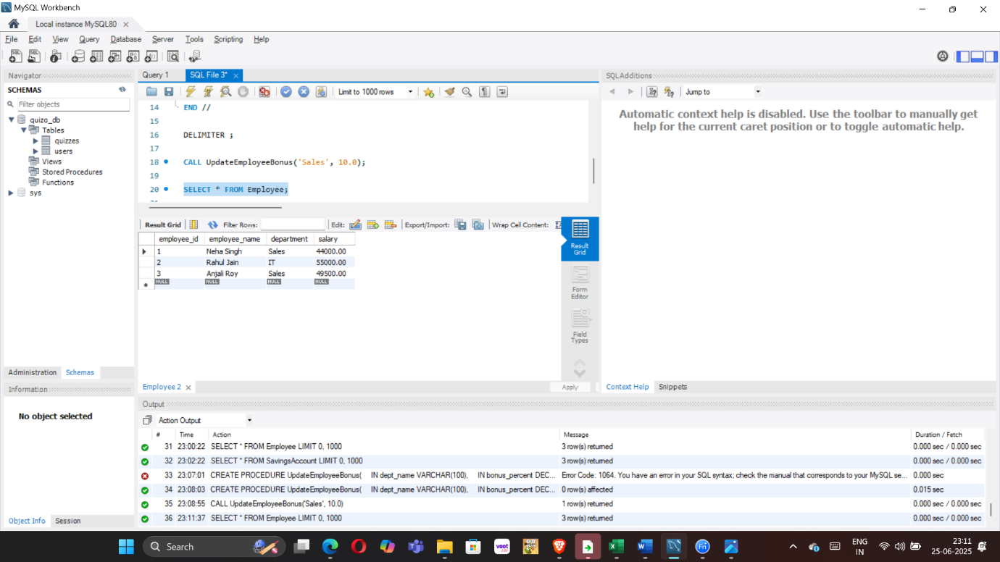 MySQL Workbench
Local instance MySQL80
File Edit View Query Database Server Tools Scripting Help
Navigator
SCHEMAS
Filter objects
quizo_db
Tables
quizzes
users
Views
Stored Procedures
Functions
sys
Administration Schemas
Information
No object selected
Object Info Session
Query 1 SQL File 3*
Limit to 1000 rows
14 END //
15
16 DELIMITER ;
17
18 CALL UpdateEmployeeBonus('Sales', 10.0);
19
20 SELECT * FROM Employee;
Result Grid Filter Rows: Edit: Export/Import: Wrap Cell Content:
employee_id employee_name department salary
1 Neha Singh Sales 44000.00
2 Rahul Jain IT 55000.00
3 Anjali Roy Sales 49500.00
NULL NULL NULL NULL
Result
Grid
Form
Editor
Field
Types
Employee 2 Apply
SQLAdditions
Jump to
Automatic context help is disabled. Use the toolbar to manually get
help for the current caret position or to toggle automatic help.
Context Help Snippets
Output
Action Output
# Time Action Message Duration / Fetch
31 23:00:22 SELECT * FROM Employee LIMIT 0, 1000 3 row(s) returned 0.000 sec / 0.000 sec
32 23:02:22 SELECT * FROM SavingsAccount LIMIT 0, 1000 3 row(s) returned 0.000 sec / 0.000 sec
33 23:07:01 CREATE PROCEDURE UpdateEmployeeBonus( IN dept_name VARCHAR(100), IN bonus_percent DEC... Error Code: 1064. You have an error in your SQL syntax; check the manual that corresponds to your MySQL se... 0.000 sec
34 23:08:03 CREATE PROCEDURE UpdateEmployeeBonus( IN dept_name VARCHAR(100), IN bonus_percent DEC... 0 row(s) affected 0.015 sec
35 23:08:55 CALL UpdateEmployeeBonus('Sales', 10.0) 1 row(s) returned 0.000 sec / 0.000 sec
36 23:11:37 SELECT * FROM Employee LIMIT 0, 1000 3 row(s) returned 0.000 sec / 0.000 sec
Search
ENG
IN
23:11
25-06-2025